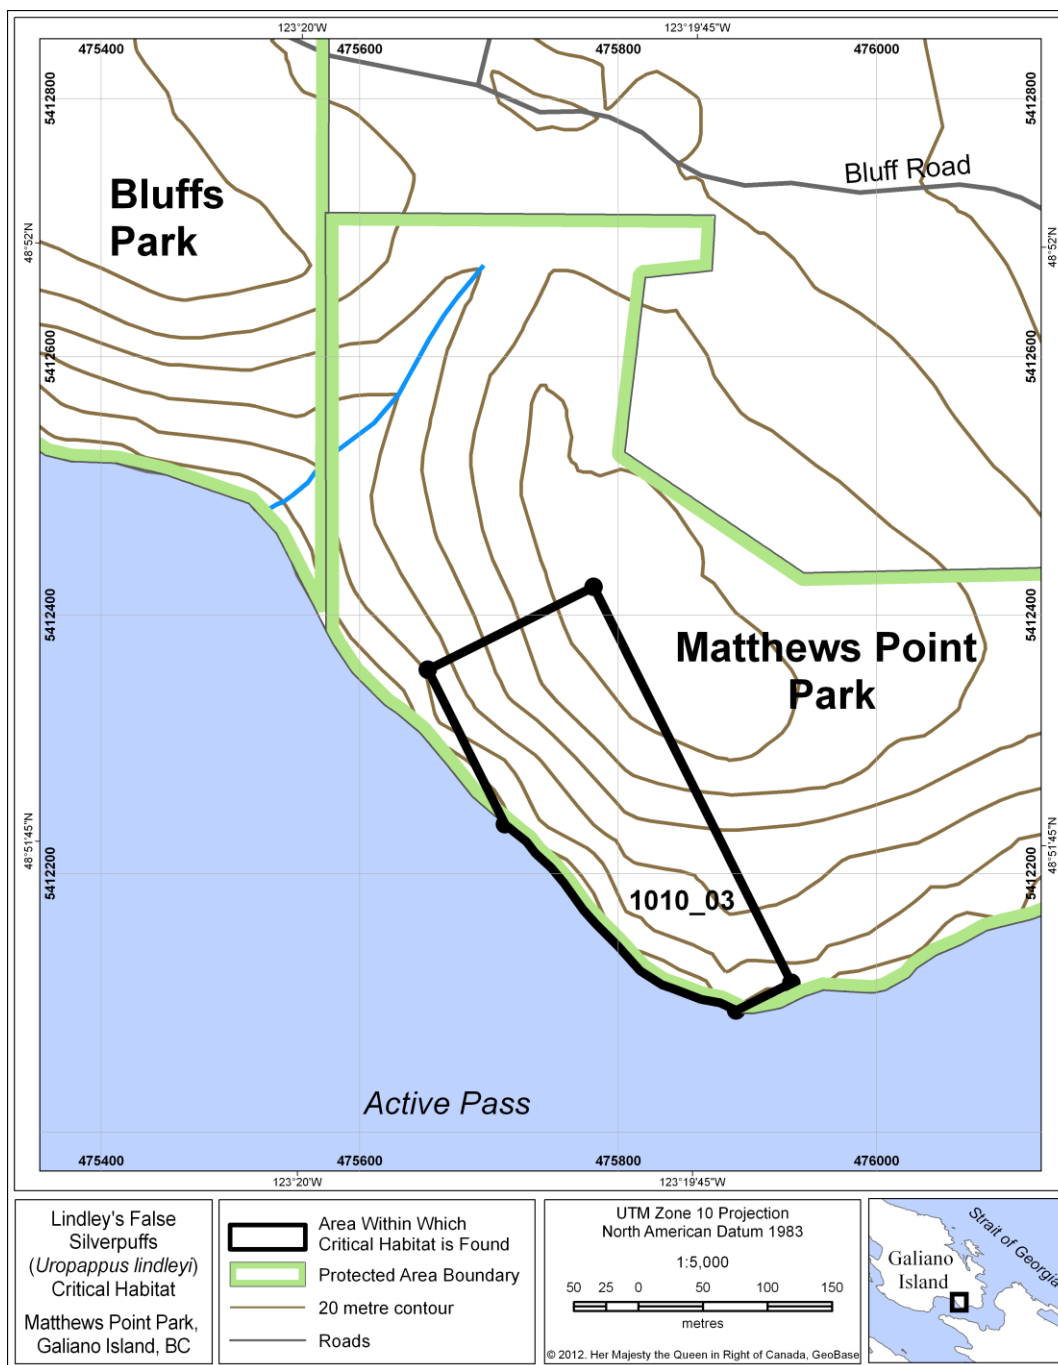 123°20'W
123°19'45"W
475400
475600
475800
476000
5412800
5412800
Bluff Road
Bluffs
Park
48°52'N
48°52'N
5412600
5412600
5412400
5412400
Matthews Point
Park
48°51'45"N
48°51'45"N
5412200
5412200
1010_03
Active Pass
475400
475600
475800
476000
123°20'W
123°19'45"W
Lindley's False
Silverpuffs
(Uropappus lindleyi)
Critical Habitat
Matthews Point Park,
Galiano Island, BC
Area Within Which
Critical Habitat is Found
Protected Area Boundary
20 metre contour
Roads
UTM Zone 10 Projection
North American Datum 1983
1:5,000
50 25 0 50 100 150
metres
© 2012. Her Majesty the Queen in Right of Canada, GeoBase
Strait of Georgia
Galiano
Island